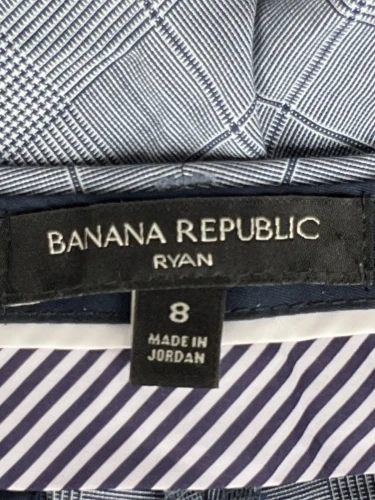 BANANA REPUBLIC
RYAN
8
MADE IN
JORDAN